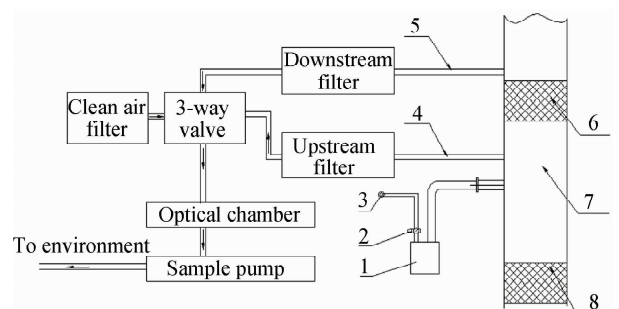 5
Downstream
filter
Clean air
filter
3-way
valve
4
6
Upstream
filter
3
7
Optical chamber
2
To environment
Sample pump
1
8